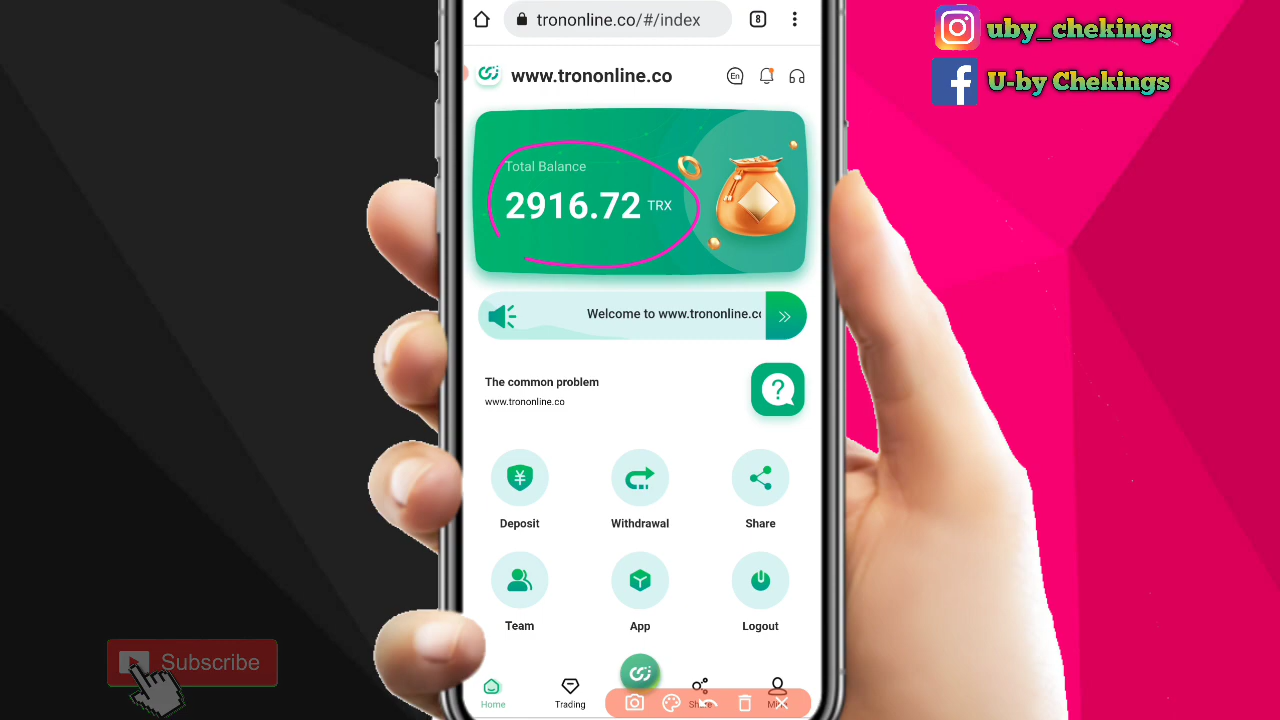 trononline.co/#/index
8
www.trononline.co
En
Total Balance
2916.72 TRX
Welcome to www.trononline.co
The common problem
www.trononline.co
?
¥
Deposit
Withdrawal
Share
Team
App
Logout
Home
Trading
Share
uby_chekings
U-by Chekings
Subscribe